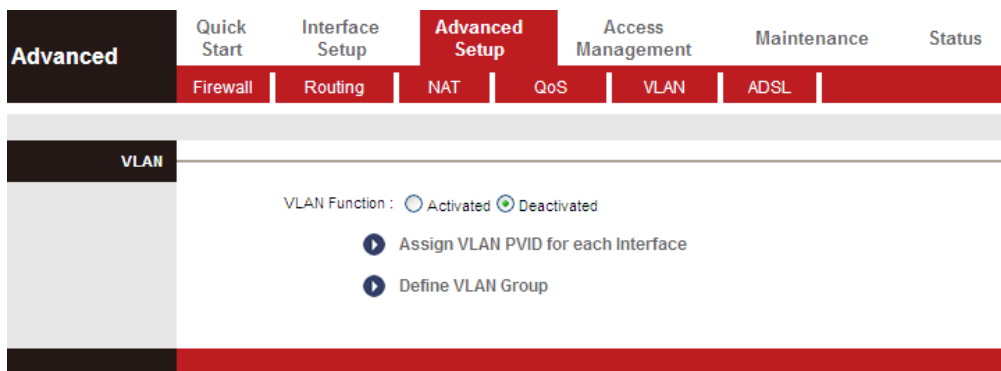 Advanced
Quick Start
Interface Setup
Advanced Setup
Access Management
Maintenance
Status
Firewall
Routing
NAT
QoS
VLAN
ADSL
VLAN
VLAN Function : Activated Deactivated
Assign VLAN PVID for each Interface
Define VLAN Group